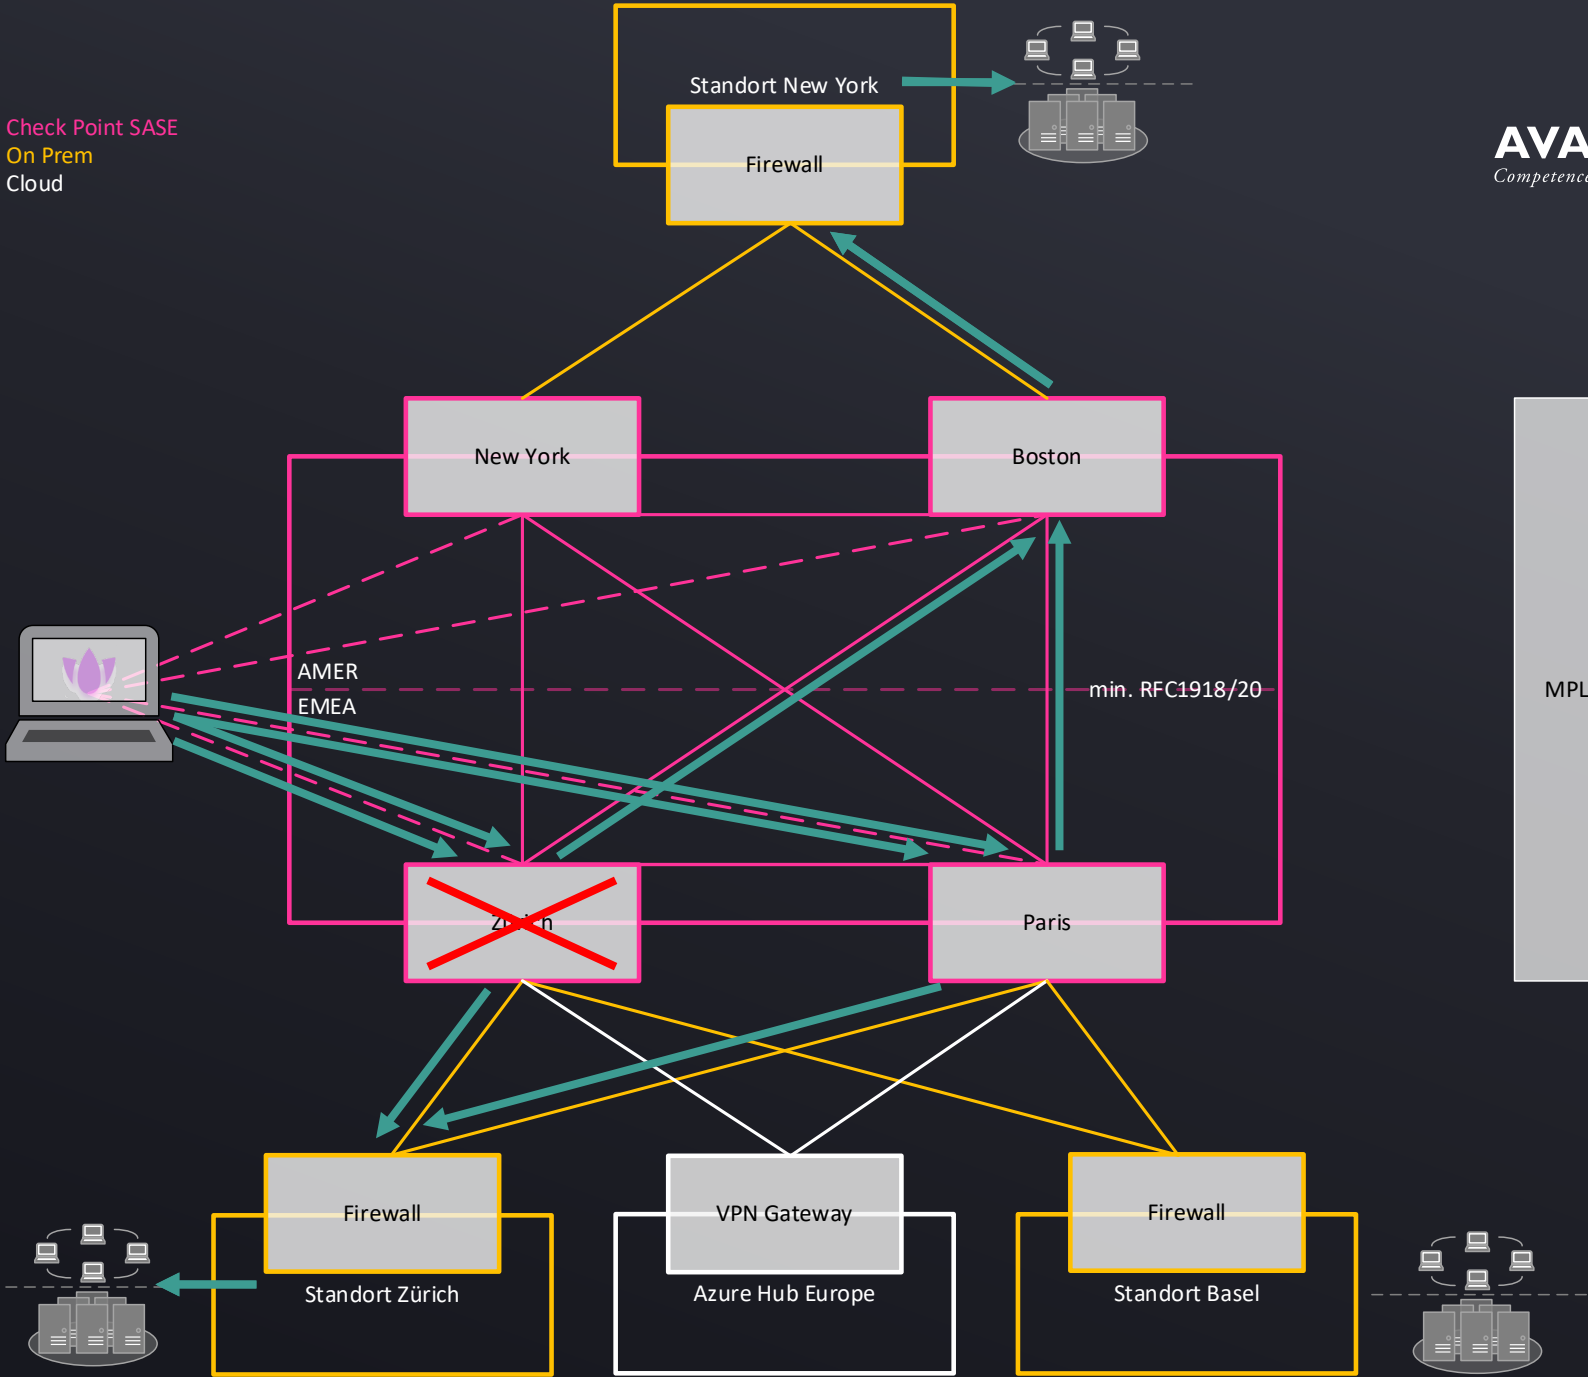 Standort New York
Firewall
Check Point SASE
On Prem
Cloud
AVA
Competence
New York
Boston
AMER
EMEA
min. RFC1918/20
MPL
Paris
Firewall
VPN Gateway
Firewall
Standort Zürich
Azure Hub Europe
Standort Basel